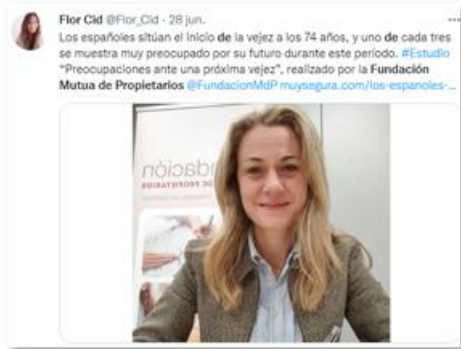 Flor Cid @Flor_Cid · 28 jun.
Los españoles sitúan el inicio de la vejez a los 74 años, y uno de cada tres
se muestra muy preocupado por su futuro durante este período. #Estudio
"Preocupaciones ante una próxima vejez", realizado por la Fundación
Mutua de Propietarios @FundacionMdP muysegura.com/los-espanoles-...
ndación
DE PROPIETARIOS